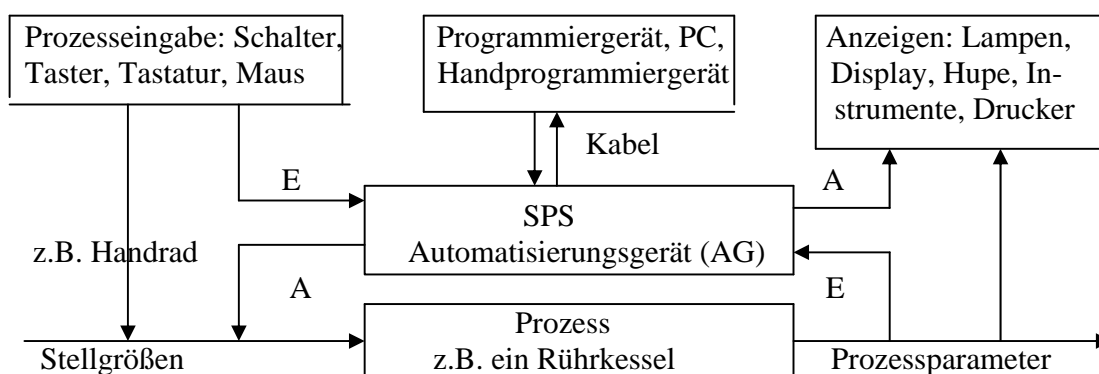 Prozesseingabe: Schalter,
Taster, Tastatur, Maus
Programmiergerät, PC,
Handprogrammiergerät
Anzeigen: Lampen,
Display, Hupe, In-
strumente, Drucker
Kabel
E
A
SPS
Automatisierungsgerät (AG)
z.B. Handrad
A
E
Prozess
z.B. ein Rührkessel
Stellgrößen
Prozessparameter